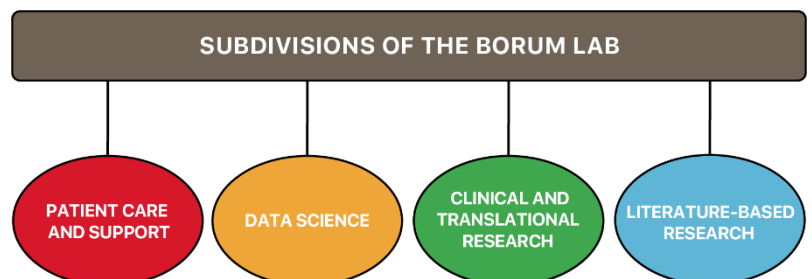 SUBDIVISIONS OF THE BORUM LAB
PATIENT CARE
AND SUPPORT
DATA SCIENCE
CLINICAL AND
TRANSLATIONAL
RESEARCH
LITERATURE-BASED
RESEARCH